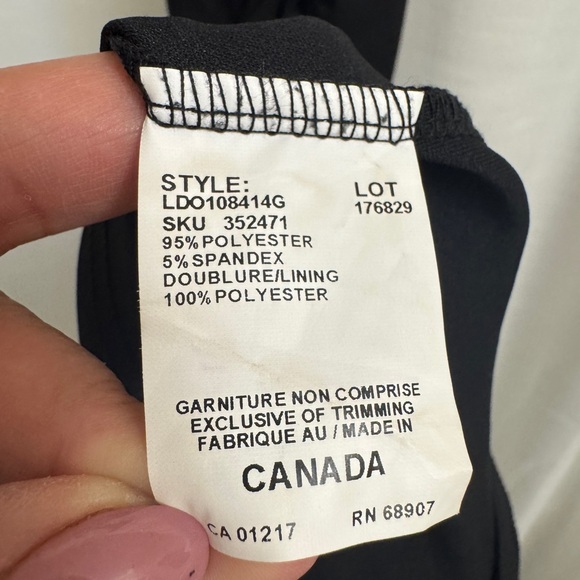 STYLE:
LDO108414G
LOT
176829
SKU 352471
95% POLYESTER
5% SPANDEX
DOUBLURE/LINING
100% POLYESTER
GARNITURE NON COMPRISE
EXCLUSIVE OF TRIMMING
FABRIQUE AU / MADE IN
CANADA
CA 01217 RN 68907